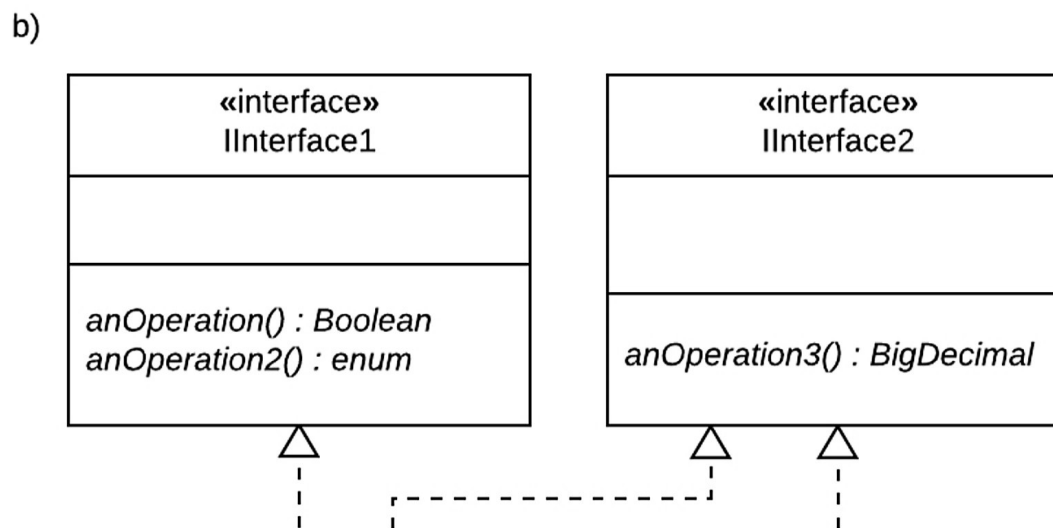 b)
«interface»
IInterface1
anOperation() : Boolean
anOperation2() : enum
«interface»
IInterface2
anOperation3() : BigDecimal